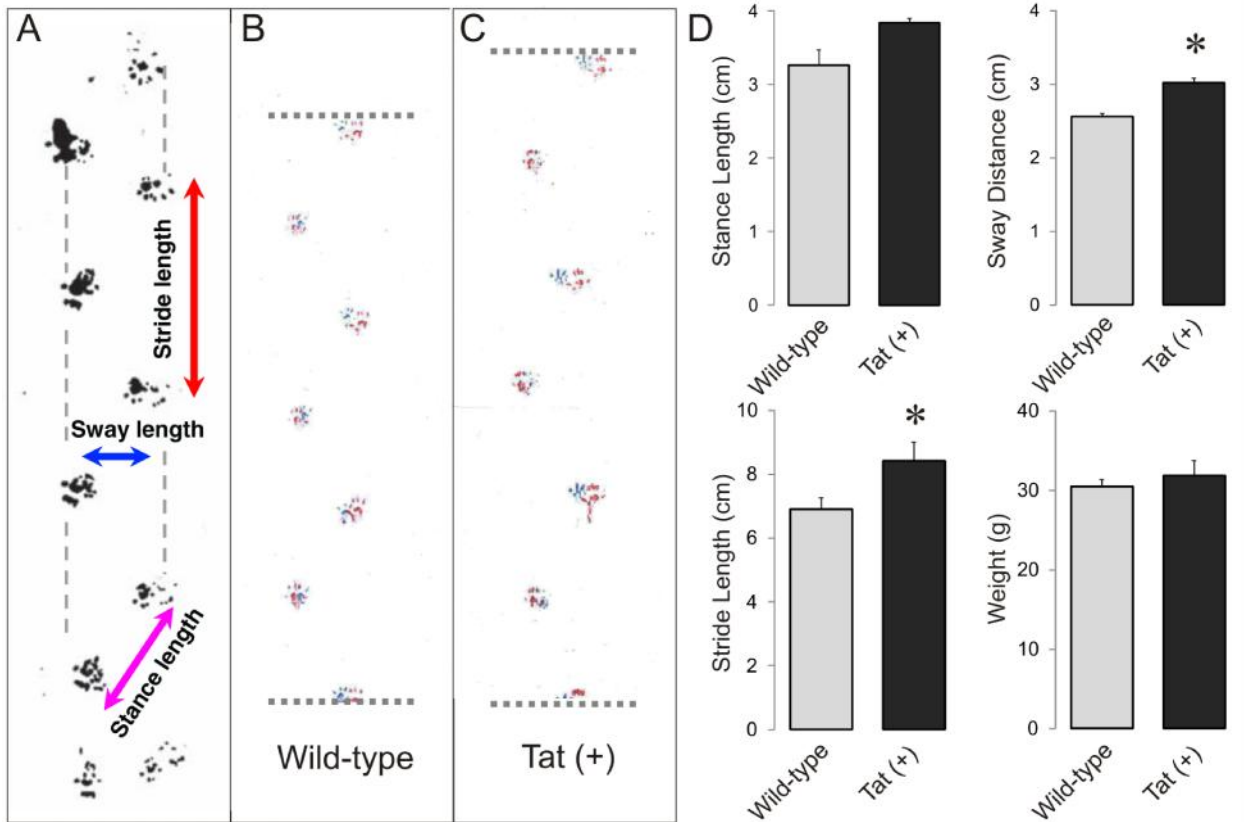 A
Stride length
Sway length
Stance length
B
Wild-type
C
Tat (+)
D
Stance Length (cm)
4
3
2
1
0
Wild-type
Tat (+)
Sway Distance (cm)
4
3
2
1
0
*
Wild-type
Tat (+)
Stride Length (cm)
10
8
6
4
2
0
*
Wild-type
Tat (+)
Weight (g)
40
30
20
10
0
Wild-type
Tat (+)